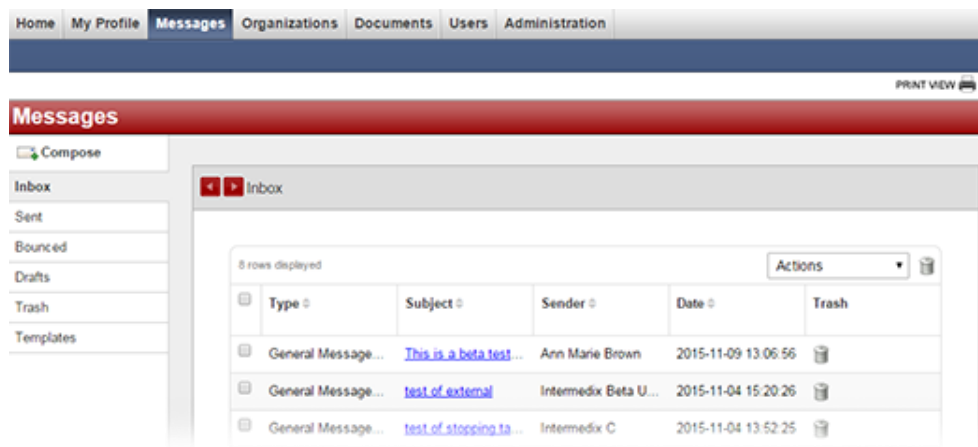 Home My Profile Messages Organizations Documents Users Administration
PRINT VIEW
Messages
Compose
Inbox
Sent
Bounced
Drafts
Trash
Templates
Inbox
8 rows displayed Actions
Type Subject Sender Date Trash
General Message... This is a beta test... Ann Marie Brown 2015-11-09 13:06:56
General Message... test of external Intermedix Beta U... 2015-11-04 15:20:26
General Message... test of stopping ta... Intermedix C 2015-11-04 13:52:25